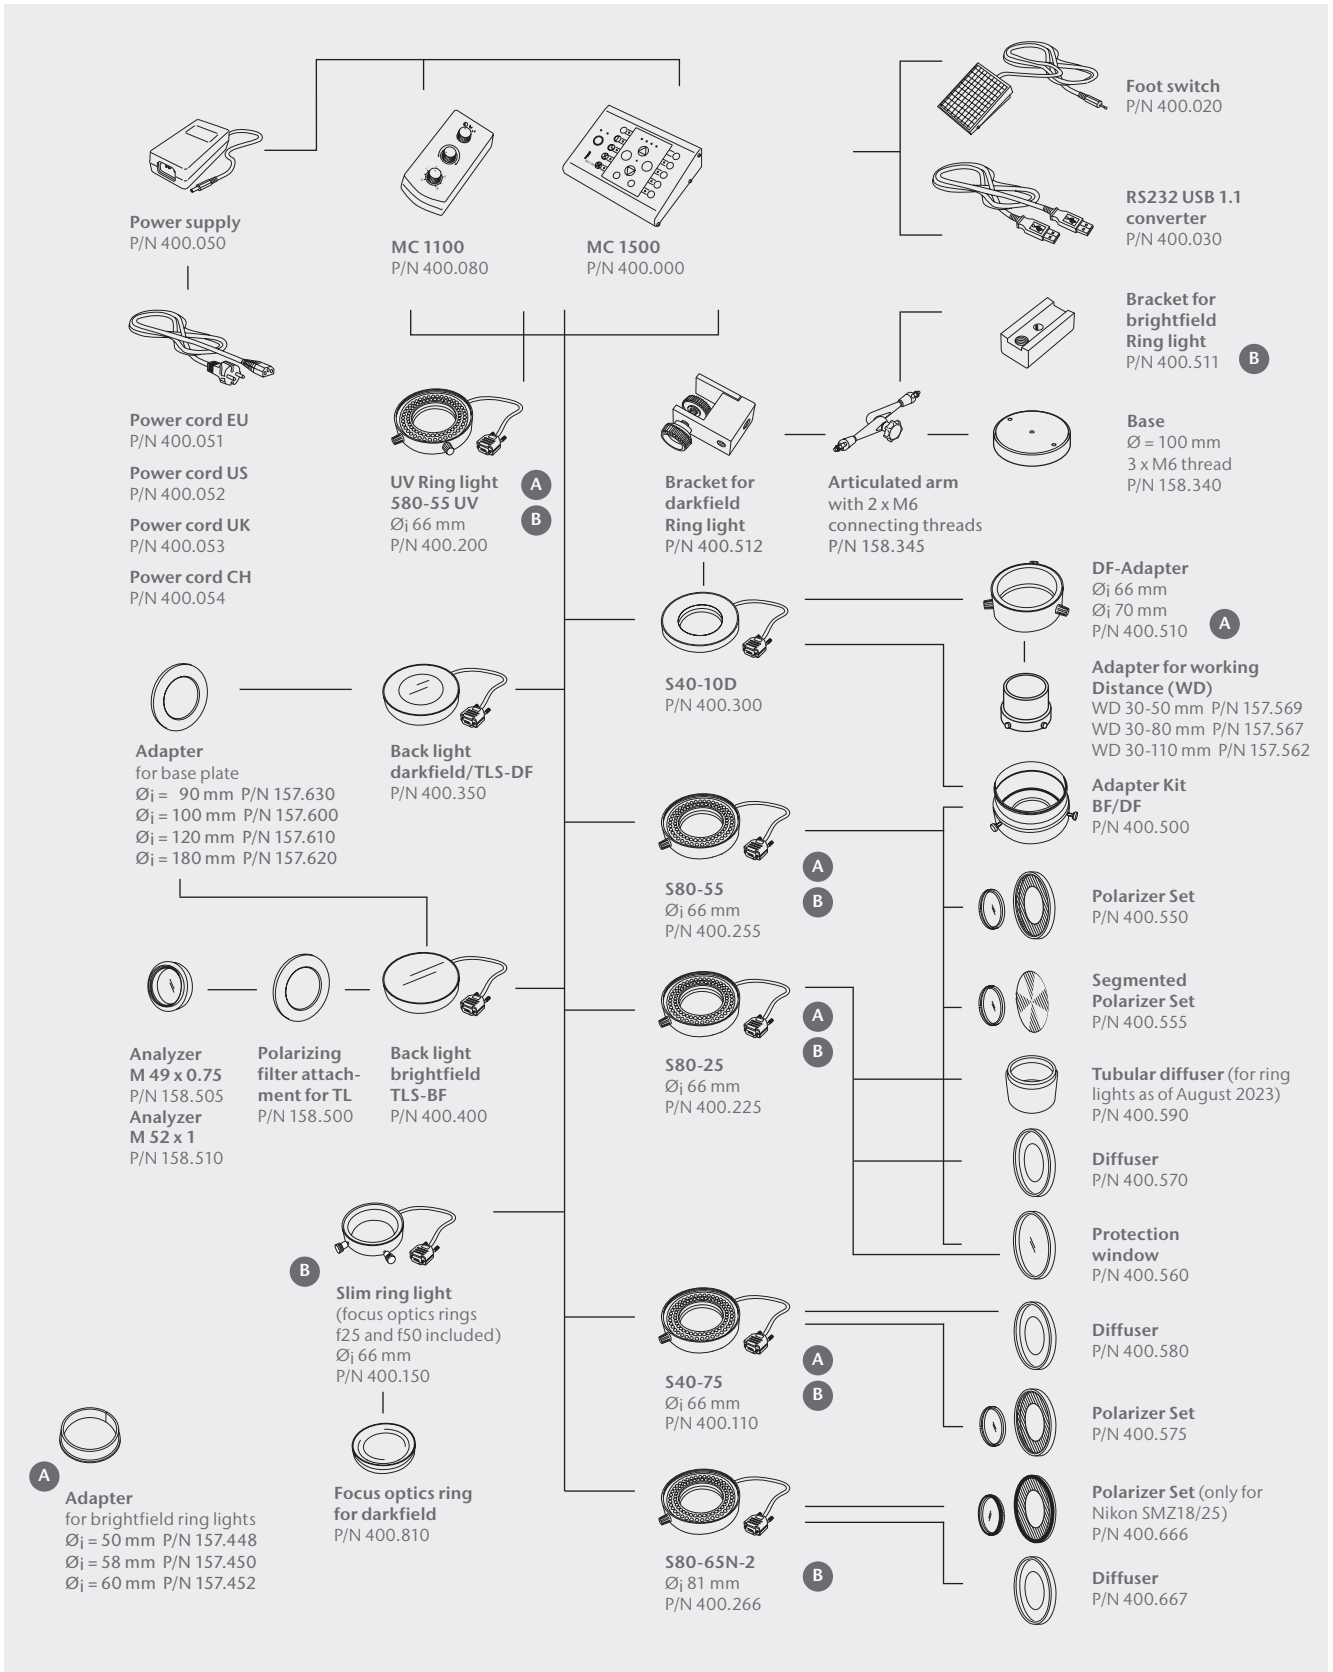 Foot switch
P/N 400.020
RS232 USB 1.1
converter
P/N 400.030
Power supply
P/N 400.050
MC 1100
P/N 400.080
MC 1500
P/N 400.000
Bracket for
brightfield
Ring light
P/N 400.511
B
Power cord EU
P/N 400.051
Power cord US
P/N 400.052
Power cord UK
P/N 400.053
Power cord CH
P/N 400.054
UV Ring light
580-55 UV
Øi 66 mm
P/N 400.200
A
B
Bracket for
darkfield
Ring light
P/N 400.512
Articulated arm
with 2 x M6
connecting threads
P/N 158.345
Base
Ø = 100 mm
3 x M6 thread
P/N 158.340
DF-Adapter
Øi 66 mm
Øi 70 mm
P/N 400.510
A
S40-10D
P/N 400.300
Adapter for working
Distance (WD)
WD 30-50 mm P/N 157.569
WD 30-80 mm P/N 157.567
WD 30-110 mm P/N 157.562
Adapter
for base plate
Øi = 90 mm P/N 157.630
Øi = 100 mm P/N 157.600
Øi = 120 mm P/N 157.610
Øi = 180 mm P/N 157.620
Back light
darkfield/TLS-DF
P/N 400.350
Adapter Kit
BF/DF
P/N 400.500
S80-55
Øi 66 mm
P/N 400.255
A
B
Polarizer Set
P/N 400.550
Segmented
Polarizer Set
P/N 400.555
Analyzer
M 49 x 0.75
P/N 158.505
Analyzer
M 52 x 1
P/N 158.510
Polarizing
filter attach-
ment for TL
P/N 158.500
Back light
brightfield
TLS-BF
P/N 400.400
S80-25
Øi 66 mm
P/N 400.225
A
B
Tubular diffuser (for ring
lights as of August 2023)
P/N 400.590
Diffuser
P/N 400.570
Protection
window
P/N 400.560
B
Slim ring light
(focus optics rings
f25 and f50 included)
Øi 66 mm
P/N 400.150
S40-75
Øi 66 mm
P/N 400.110
A
B
Diffuser
P/N 400.580
Polarizer Set
P/N 400.575
A
Adapter
for brightfield ring lights
Øi = 50 mm P/N 157.448
Øi = 58 mm P/N 157.450
Øi = 60 mm P/N 157.452
Focus optics ring
for darkfield
P/N 400.810
S80-65N-2
Øi 81 mm
P/N 400.266
B
Polarizer Set (only for
Nikon SMZ18/25)
P/N 400.666
Diffuser
P/N 400.667